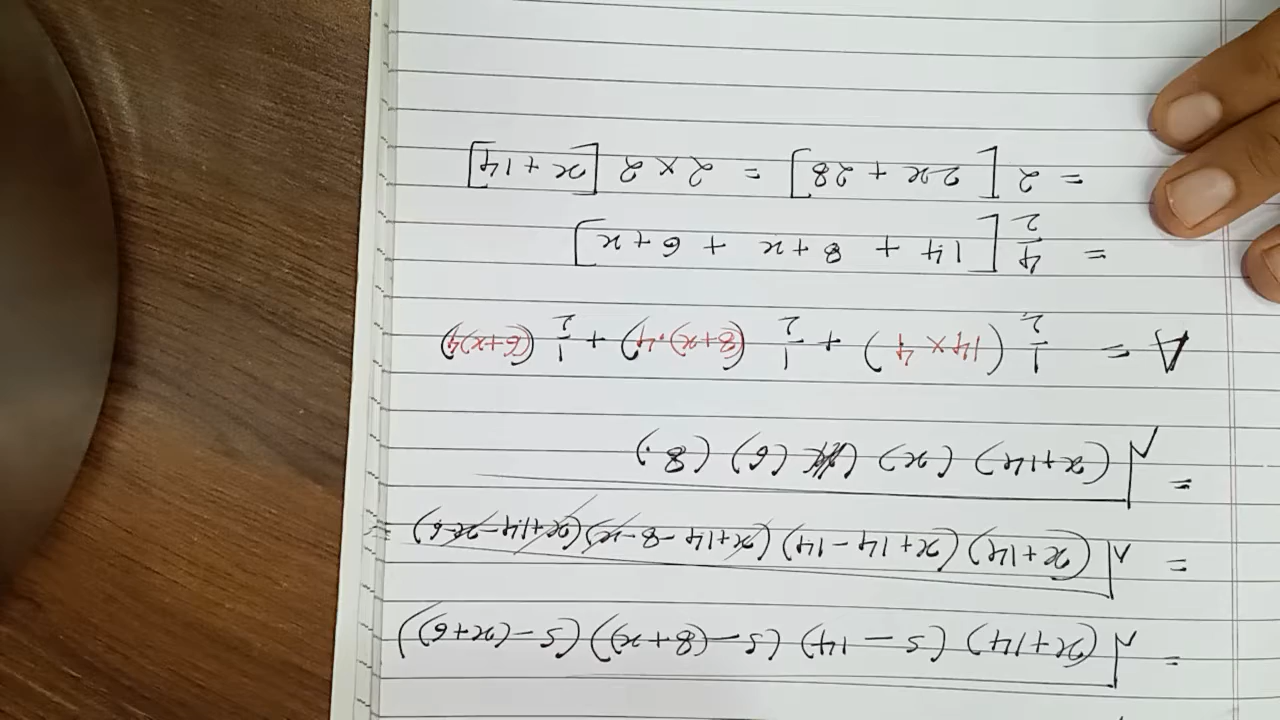 = √(x+14) (s - 14) (s - (8+x)) (s - (x+6))
= √(x+14) (x+14-14) (x+14-8-x) (x+14-x-6)
= √(x+14) (x) (6) (8)
A = 1/2 (14×4) + 1/2 (8+x).4) + 1/2 (6+x)4)
= 4/2 [14 + 8+x + 6+x]
= 2 [2x + 28] = 2 × 2 [x+14]